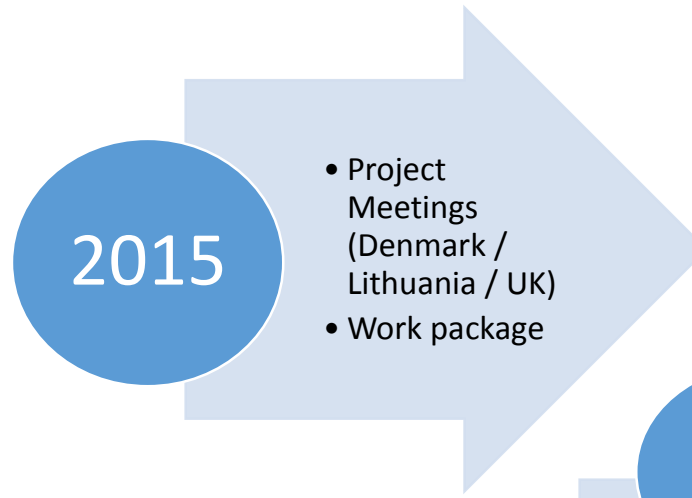 2015
• Project
Meetings
(Denmark /
Lithuania / UK)
• Work package